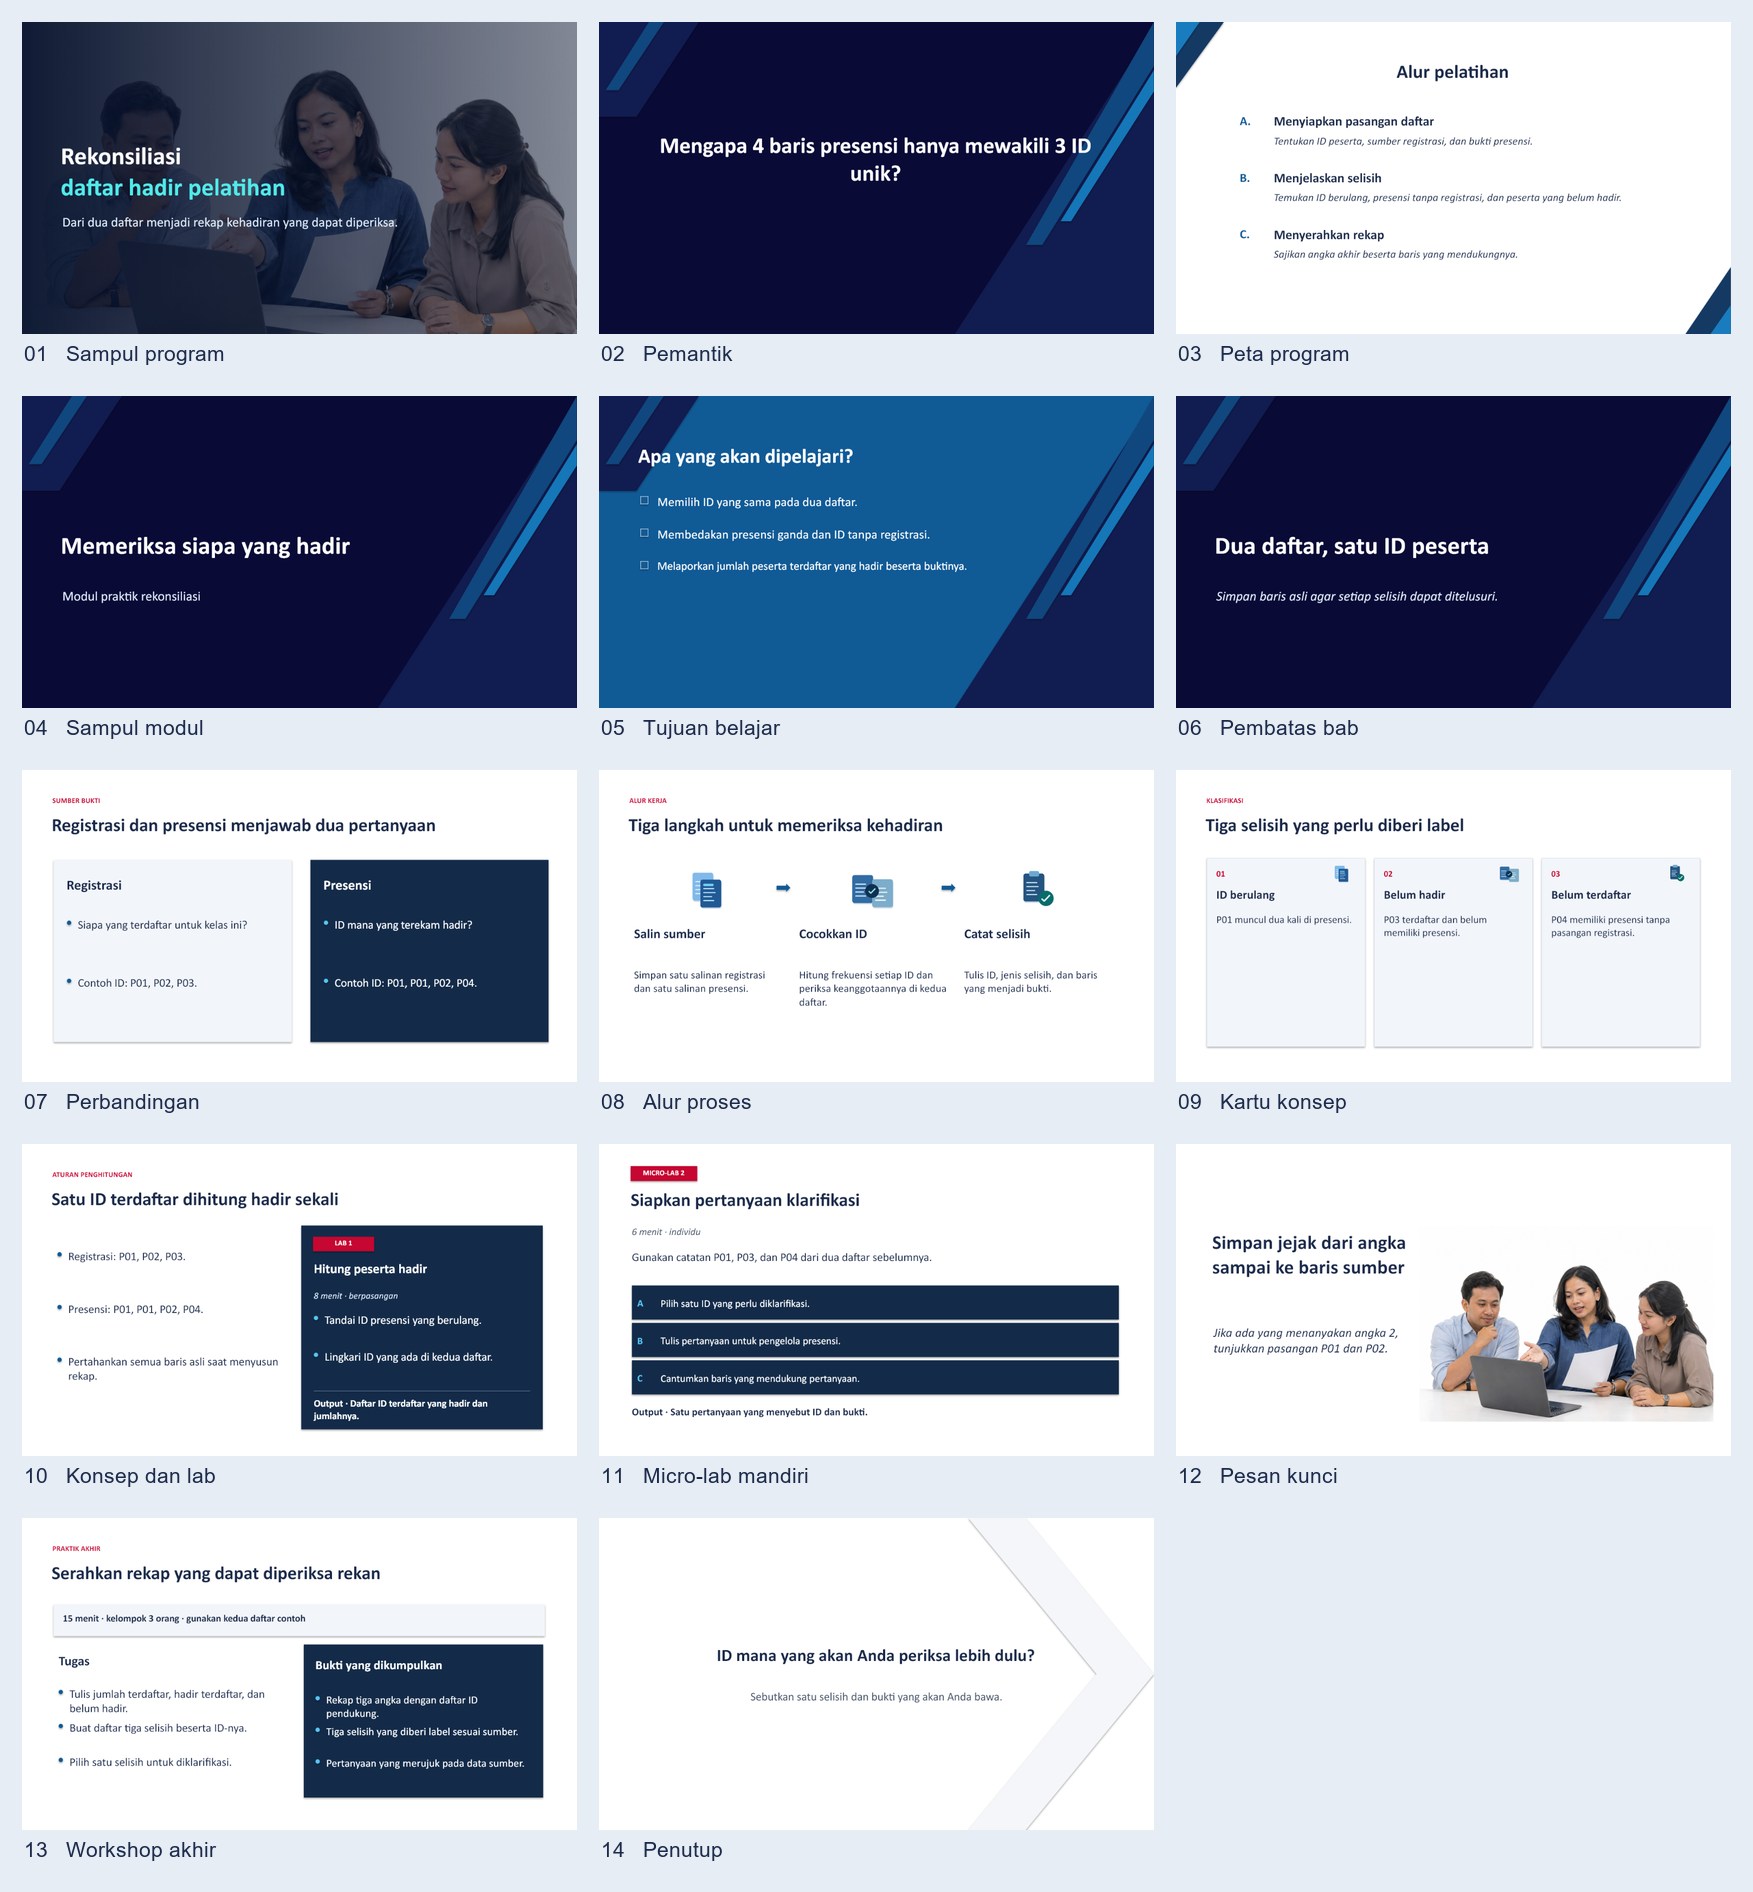 Rekonsiliasi
daftar hadir pelatihan
Dari dua daftar menjadi rekap kehadiran yang dapat diperiksa.
01 Sampul program
Mengapa 4 baris presensi hanya mewakili 3 ID
unik?
02 Pemantik
Alur pelatihan
A. Menyiapkan pasangan daftar
Tentukan ID peserta, sumber registrasi, dan bukti presensi.
B. Menjelaskan selisih
Temukan ID berulang, presensi tanpa registrasi, dan peserta yang belum hadir.
C. Menyerahkan rekap
Sajikan angka akhir beserta baris yang mendukungnya.
03 Peta program
Memeriksa siapa yang hadir
Modul praktik rekonsiliasi
04 Sampul modul
Apa yang akan dipelajari?
Memilih ID yang sama pada dua daftar.
Membedakan presensi ganda dan ID tanpa registrasi.
Melaporkan jumlah peserta terdaftar yang hadir beserta buktinya.
05 Tujuan belajar
Dua daftar, satu ID peserta
Simpan baris asli agar setiap selisih dapat ditelusuri.
06 Pembatas bab
SUMBER BUKTI
Registrasi dan presensi menjawab dua pertanyaan
Registrasi
• Siapa yang terdaftar untuk kelas ini?
• Contoh ID: P01, P02, P03.
Presensi
• ID mana yang terekam hadir?
• Contoh ID: P01, P01, P02, P04.
07 Perbandingan
ALUR KERJA
Tiga langkah untuk memeriksa kehadiran
Salin sumber
Simpan satu salinan registrasi
dan satu salinan presensi.
Cocokkan ID
Hitung frekuensi setiap ID dan
periksa keanggotaannya di kedua
daftar.
Catat selisih
Tulis ID, jenis selisih, dan baris
yang menjadi bukti.
08 Alur proses
KLASIFIKASI
Tiga selisih yang perlu diberi label
01
ID berulang
P01 muncul dua kali di presensi.
02
Belum hadir
P03 terdaftar dan belum
memiliki presensi.
03
Belum terdaftar
P04 memiliki presensi tanpa
pasangan registrasi.
09 Kartu konsep
ATURAN PENGHITUNGAN
Satu ID terdaftar dihitung hadir sekali
• Registrasi: P01, P02, P03.
• Presensi: P01, P01, P02, P04.
• Pertahankan semua baris asli saat menyusun
rekap.
LAB 1
Hitung peserta hadir
8 menit · berpasangan
• Tandai ID presensi yang berulang.
• Lingkari ID yang ada di kedua daftar.
Output · Daftar ID terdaftar yang hadir dan
jumlahnya.
10 Konsep dan lab
MICRO-LAB 2
Siapkan pertanyaan klarifikasi
6 menit · individu
Gunakan catatan P01, P03, dan P04 dari dua daftar sebelumnya.
A Pilih satu ID yang perlu diklarifikasi.
B Tulis pertanyaan untuk pengelola presensi.
C Cantumkan baris yang mendukung pertanyaan.
Output · Satu pertanyaan yang menyebut ID dan bukti.
11 Micro-lab mandiri
Simpan jejak dari angka
sampai ke baris sumber
Jika ada yang menanyakan angka 2,
tunjukkan pasangan P01 dan P02.
12 Pesan kunci
PRAKTIK AKHIR
Serahkan rekap yang dapat diperiksa rekan
15 menit · kelompok 3 orang · gunakan kedua daftar contoh
Tugas
• Tulis jumlah terdaftar, hadir terdaftar, dan
belum hadir.
• Buat daftar tiga selisih beserta ID-nya.
• Pilih satu selisih untuk diklarifikasi.
Bukti yang dikumpulkan
• Rekap tiga angka dengan daftar ID
pendukung.
• Tiga selisih yang diberi label sesuai sumber.
• Pertanyaan yang merujuk pada data sumber.
13 Workshop akhir
ID mana yang akan Anda periksa lebih dulu?
Sebutkan satu selisih dan bukti yang akan Anda bawa.
14 Penutup